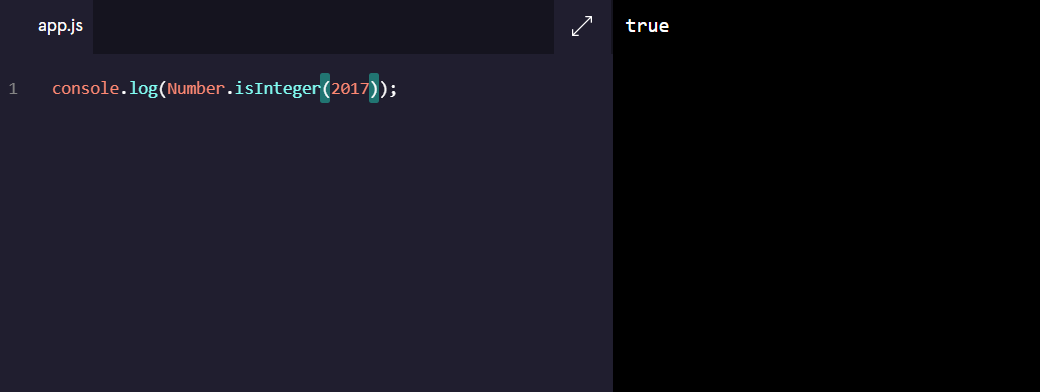 app.js
true
1 console.log(Number.isInteger(2017));